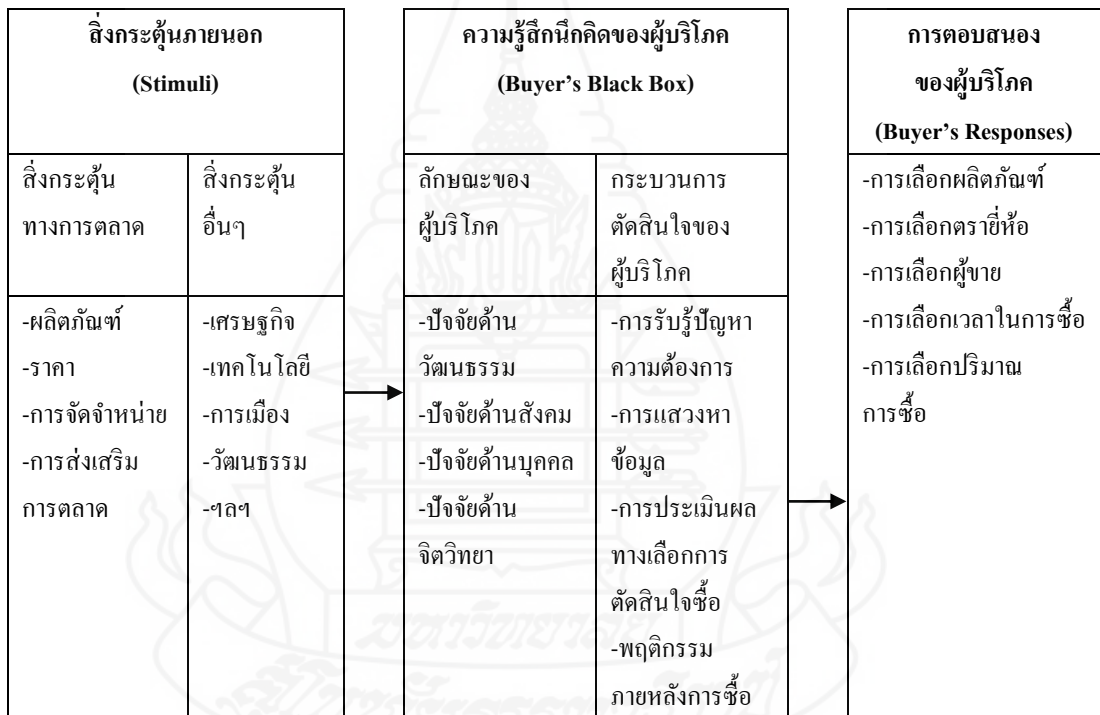 สิ่งกระตุ้นภายนอก
(Stimuli)
สิ่งกระตุ้น
ทางการตลาด
สิ่งกระตุ้น
อื่นๆ
-ผลิตภัณฑ์
-ราคา
-การจัดจำหน่าย
-การส่งเสริม
การตลาด
-เศรษฐกิจ
-เทคโนโลยี
-การเมือง
-วัฒนธรรม
-ฯลฯ
ความรู้สึกนึกคิดของผู้บริโภค
(Buyer's Black Box)
ลักษณะของ
ผู้บริโภค
กระบวนการ
ตัดสินใจของ
ผู้บริโภค
-ปัจจัยด้าน
วัฒนธรรม
-ปัจจัยด้านสังคม
-ปัจจัยด้านบุคคล
-ปัจจัยด้าน
จิตวิทยา
-การรับรู้ปัญหา
ความต้องการ
-การแสวงหา
ข้อมูล
-การประเมินผล
ทางเลือกการ
ตัดสินใจซื้อ
-พฤติกรรม
ภายหลังการซื้อ
การตอบสนอง
ของผู้บริโภค
(Buyer's Responses)
-การเลือกผลิตภัณฑ์
-การเลือกตรายี่ห้อ
-การเลือกผู้ขาย
-การเลือกเวลาในการซื้อ
-การเลือกปริมาณ
การซื้อ